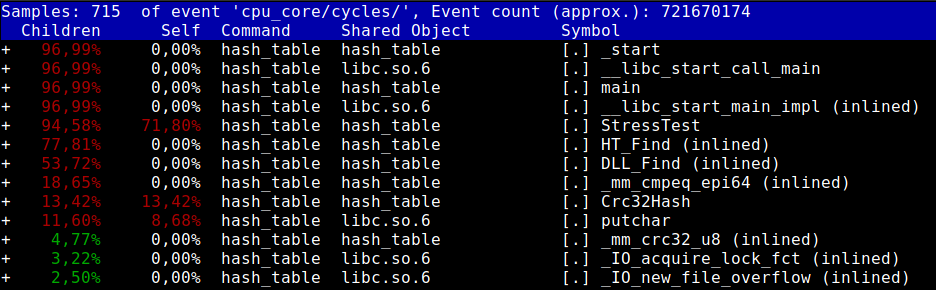 Samples: 715  of event 'cpu_core/cycles/', Event count (approx.): 721670174
  Children      Self  Command     Shared Object         Symbol
+   96,99%     0,00%  hash_table  hash_table            [.] _start
+   96,99%     0,00%  hash_table  libc.so.6             [.] __libc_start_call_main
+   96,99%     0,00%  hash_table  hash_table            [.] main
+   96,99%     0,00%  hash_table  libc.so.6             [.] __libc_start_main_impl (inlined)
+   94,58%    71,80%  hash_table  hash_table            [.] StressTest
+   77,81%     0,00%  hash_table  hash_table            [.] HT_Find (inlined)
+   53,72%     0,00%  hash_table  hash_table            [.] DLL_Find (inlined)
+   18,65%     0,00%  hash_table  hash_table            [.] _mm_cmpeq_epi64 (inlined)
+   13,42%    13,42%  hash_table  hash_table            [.] Crc32Hash
+   11,60%     8,68%  hash_table  libc.so.6             [.] putchar
+    4,77%     0,00%  hash_table  hash_table            [.] _mm_crc32_u8 (inlined)
+    3,22%     0,00%  hash_table  libc.so.6             [.] _IO_acquire_lock_fct (inlined)
+    2,50%     0,00%  hash_table  libc.so.6             [.] _IO_new_file_overflow (inlined)